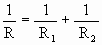 1/R = 1/R₁ + 1/R₂